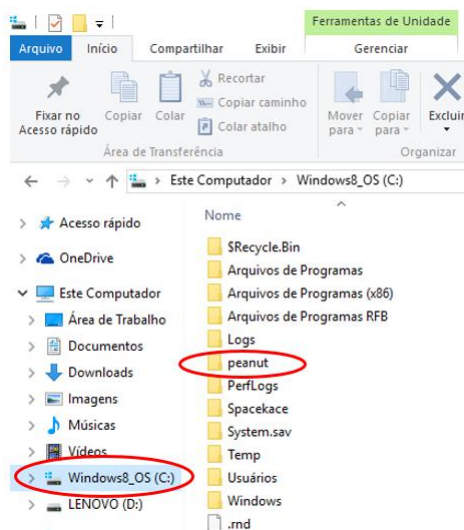 Ferramentas de Unidade
Arquivo Início Compartilhar Exibir Gerenciar
Fixar no Acesso rápido
Copiar
Colar
Recortar
Copiar caminho
Colar atalho
Mover para
Copiar para
Excluir
Área de Transferência
Organizar
Este Computador > Windows8_OS (C:)
Acesso rápido
OneDrive
Este Computador
Área de Trabalho
Documentos
Downloads
Imagens
Músicas
Vídeos
Windows8_OS (C:)
LENOVO (D:)
Nome
$Recycle.Bin
Arquivos de Programas
Arquivos de Programas (x86)
Arquivos de Programas RFB
Logs
peanut
PerfLogs
Spacekace
System.sav
Temp
Usuários
Windows
.rnd